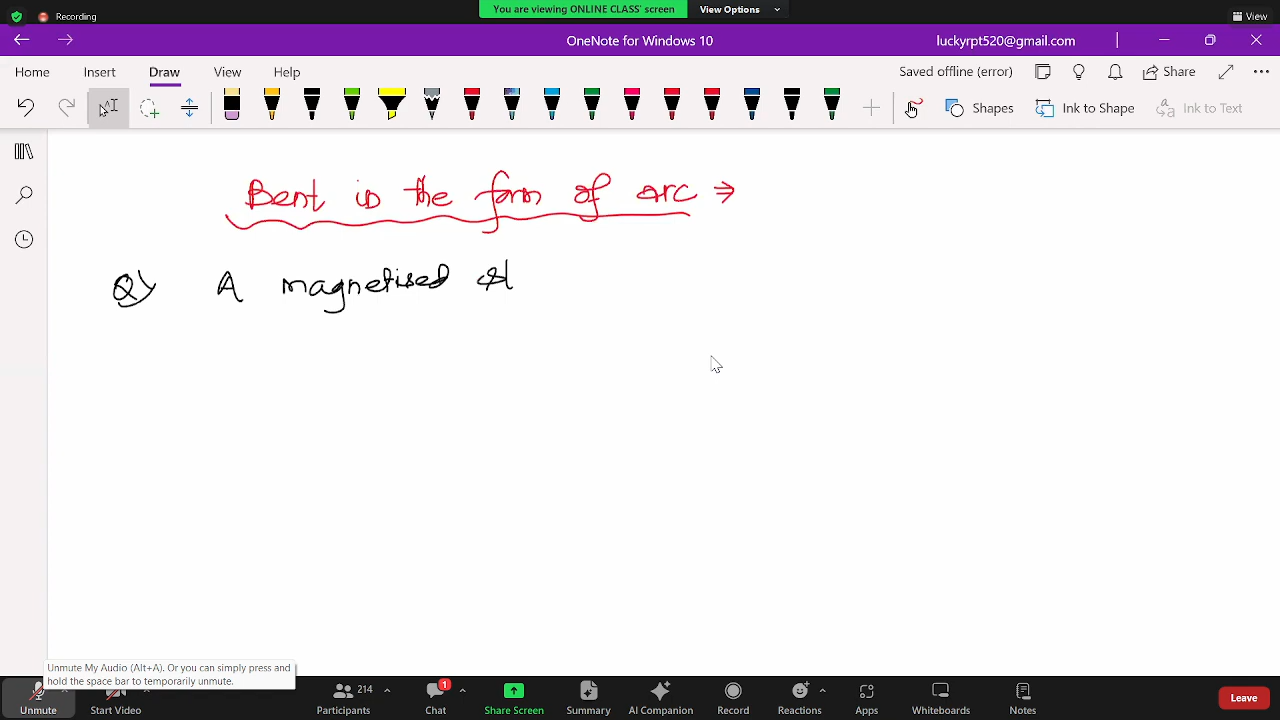 Recording
You are viewing ONLINE CLASS' screen
View Options
View
OneNote for Windows 10
luckyrpt520@gmail.com
Home
Insert
Draw
View
Help
Saved offline (error)
Share
Shapes
Ink to Shape
Ink to Text
Bent in the form of arc →
Q) A magnetised st
Unmute My Audio (Alt+A). Or you can simply press and
hold the space bar to temporarily unmute.
Unmute
Start Video
214
Participants
1
Chat
Share Screen
Summary
AI Companion
Record
Reactions
Apps
Whiteboards
Notes
Leave